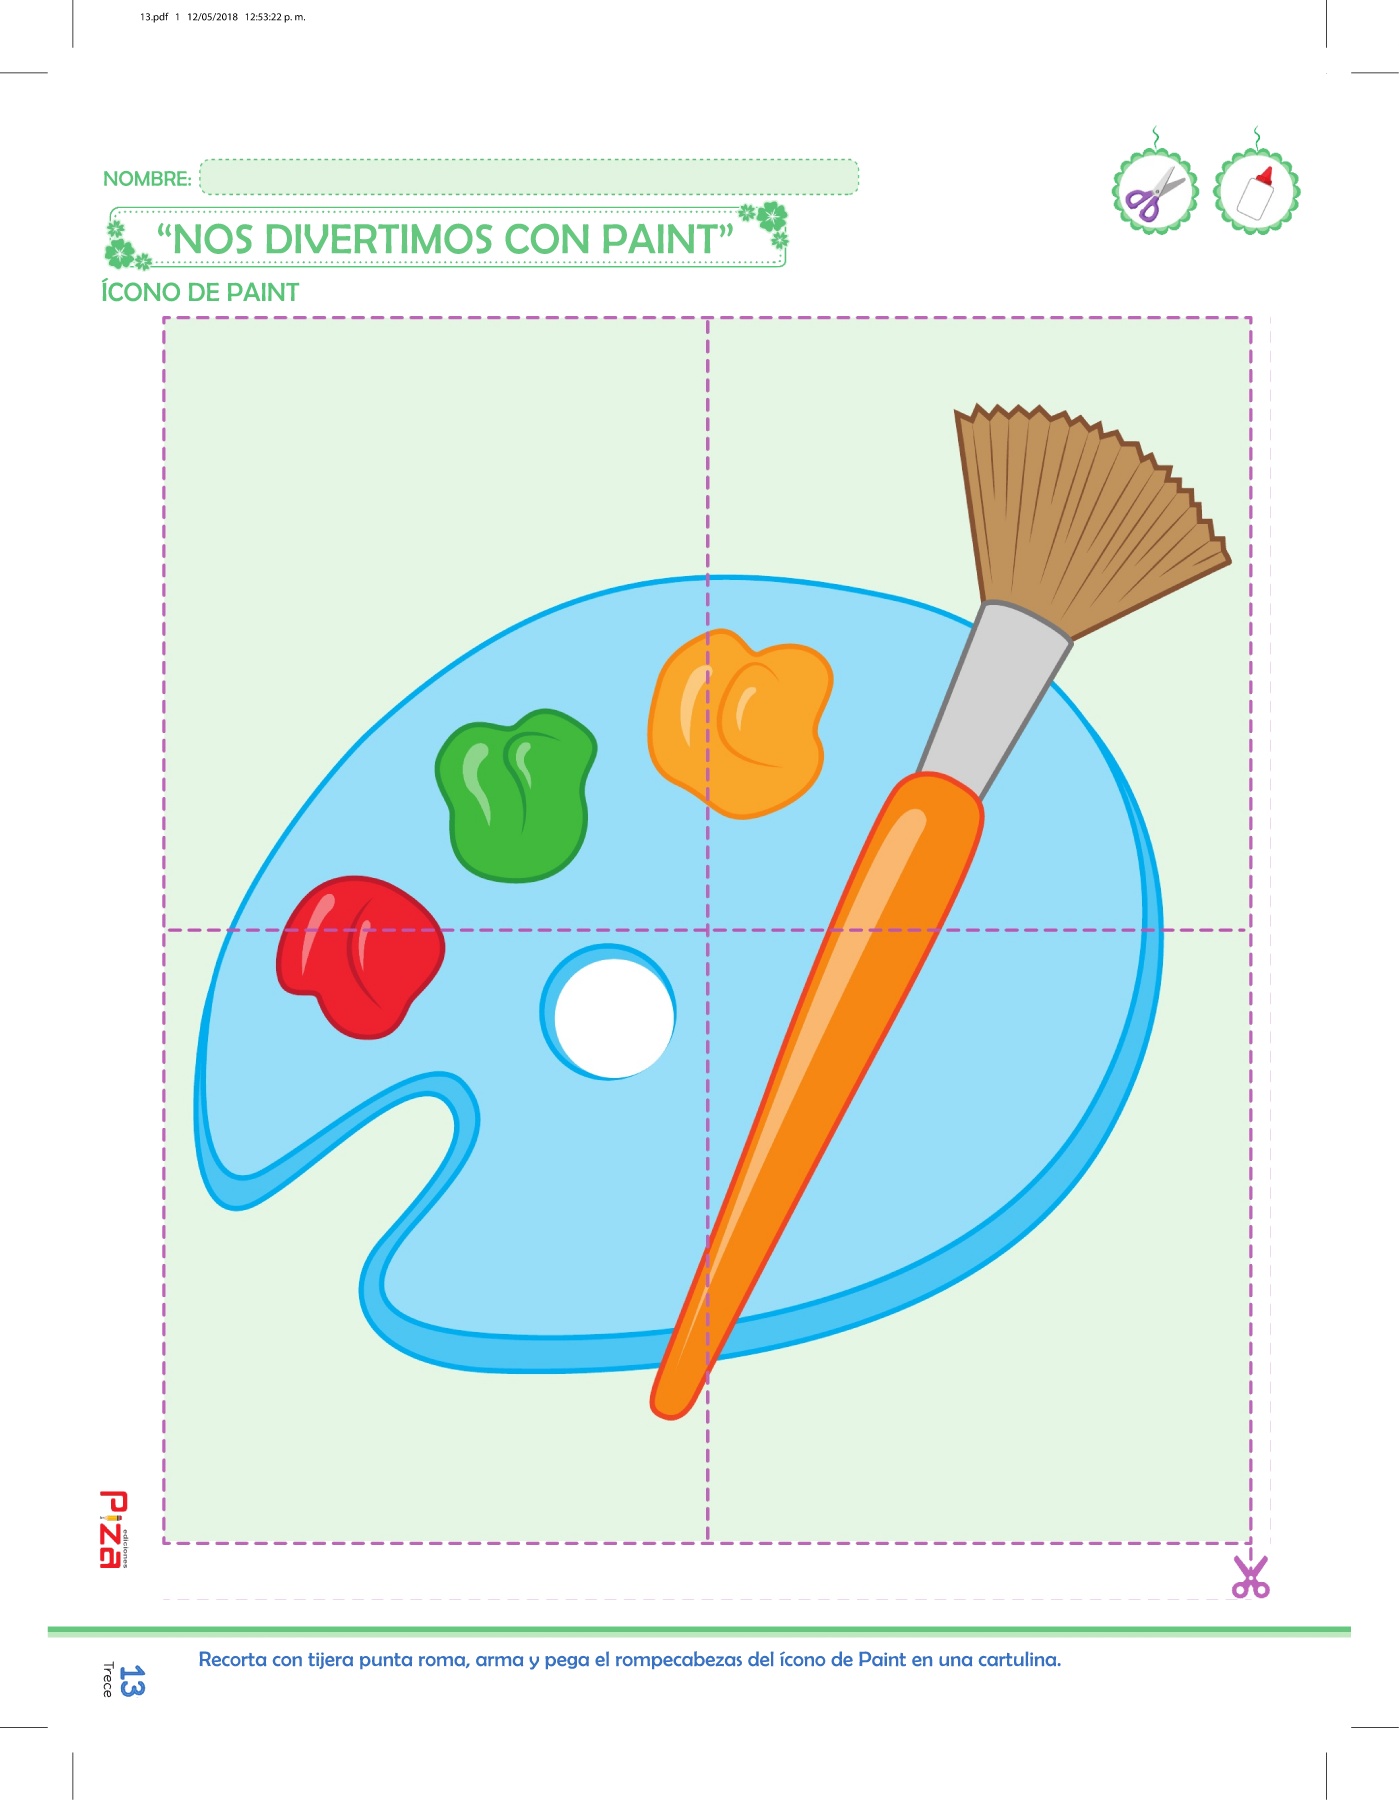 13.pdf 1 12/05/2018 12:53:22 p. m.
NOMBRE:
“NOS DIVERTIMOS CON PAINT”
ÍCONO DE PAINT
Piza
ediciones
13
Trece
Recorta con tijera punta roma, arma y pega el rompecabezas del ícono de Paint en una cartulina.